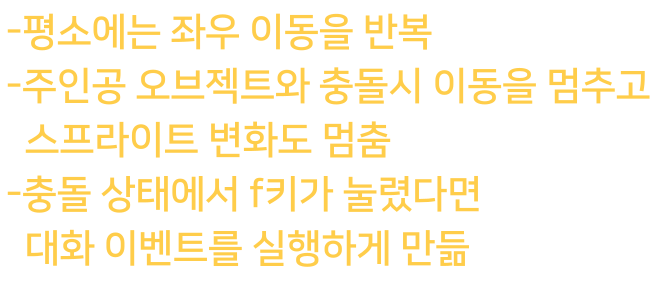 -평소에는 좌우 이동을 반복
-주인공 오브젝트와 충돌시 이동을 멈추고
스프라이트 변화도 멈춤
-충돌 상태에서 f키가 눌렸다면
대화 이벤트를 실행하게 만듦